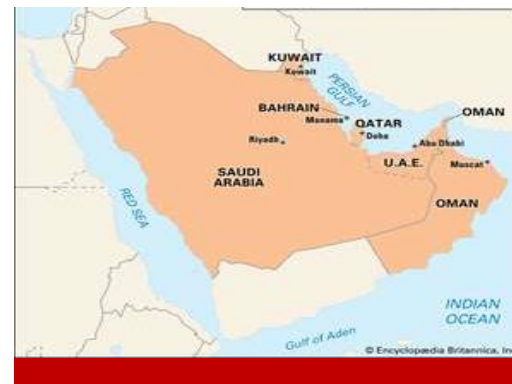 KUWAIT
Kuwait
PERSIAN
GULF
BAHRAIN
Manama
QATAR
Doha
OMAN
Abu Dhabi
Riyadh
U.A.E.
Muscat
SAUDI
ARABIA
OMAN
RED SEA
INDIAN
OCEAN
Gulf of Aden
© Encyclopædia Britannica, In